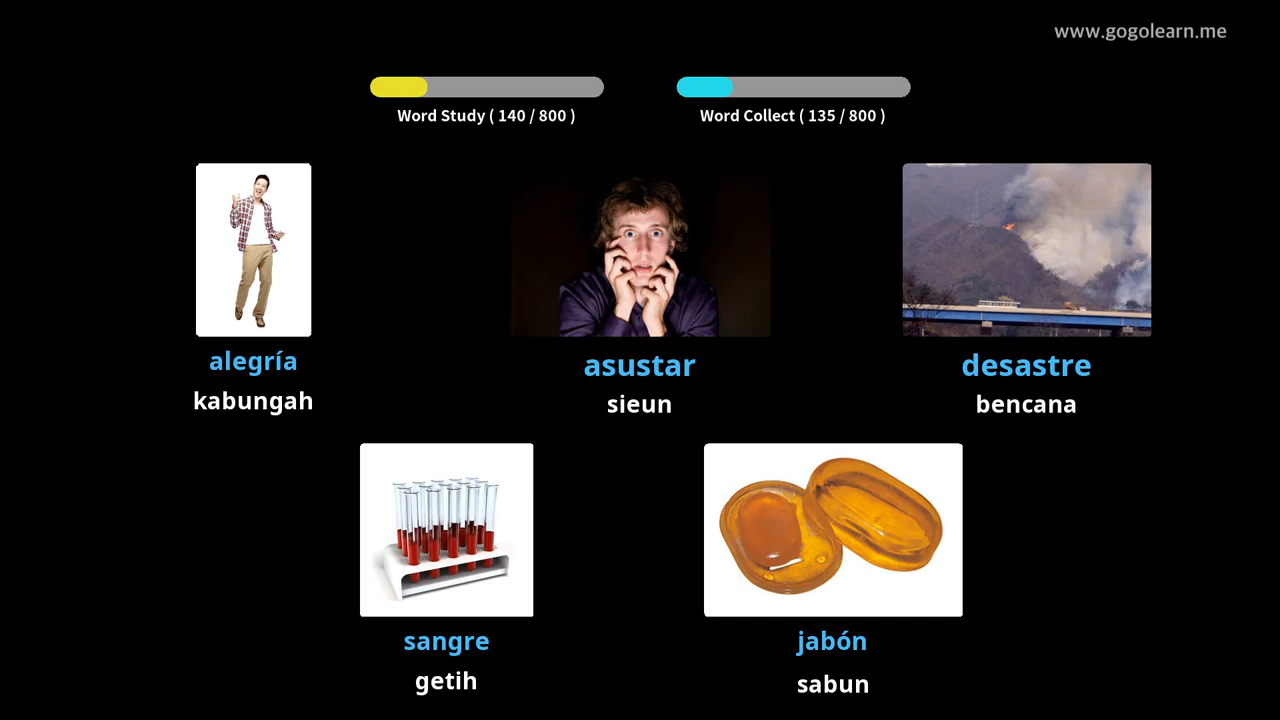 www.gogolearn.me
Word Study ( 140 / 800 )
Word Collect ( 135 / 800 )
alegría
kabungah
asustar
sieun
desastre
bencana
sangre
getih
jabón
sabun